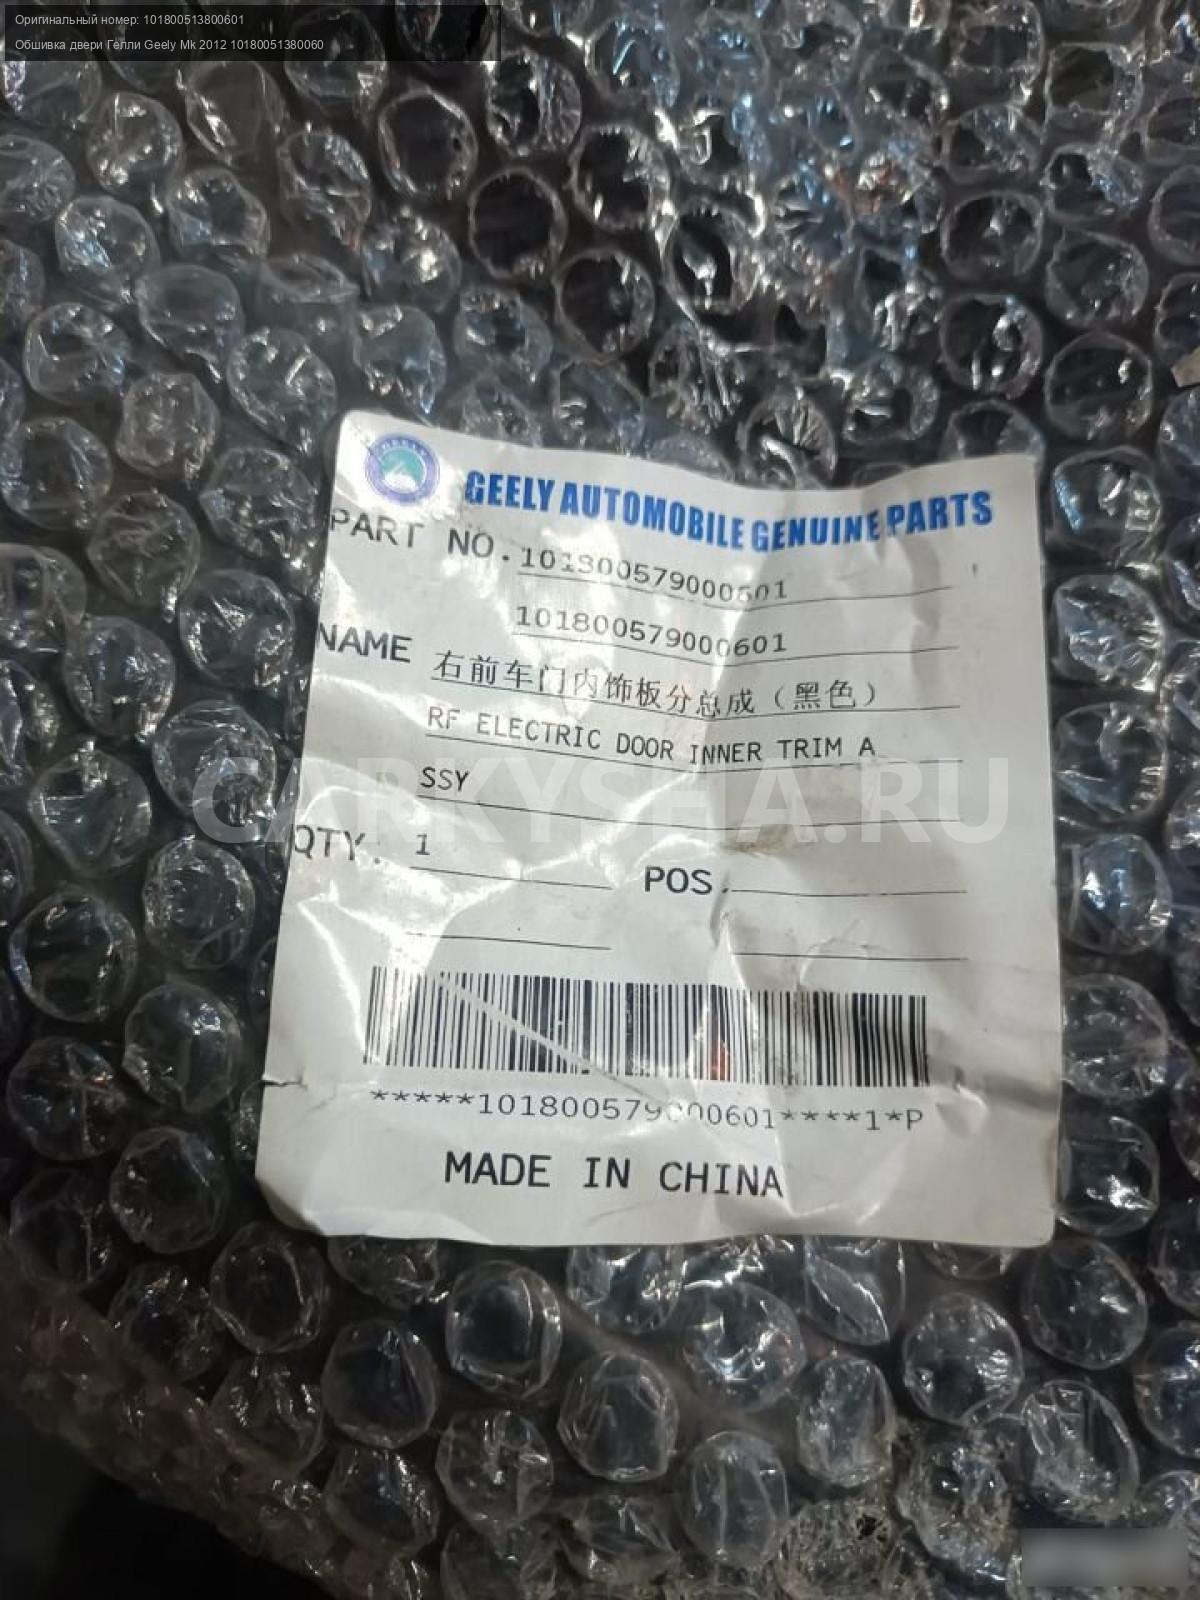 Оригинальный номер: 101800513800601
Обшивка двери Гелли Geely Mk 2012 10180051380060
GEELY
GEELY AUTOMOBILE GENUINE PARTS
PART NO. 101800579000601
101800579000601
NAME 右前车门内饰板分总成（黑色）
RF ELECTRIC DOOR INNER TRIM A
SSY
CARKYSHA.RU
QTY. 1
POS.
*****101800579000601****1*P
MADE IN CHINA